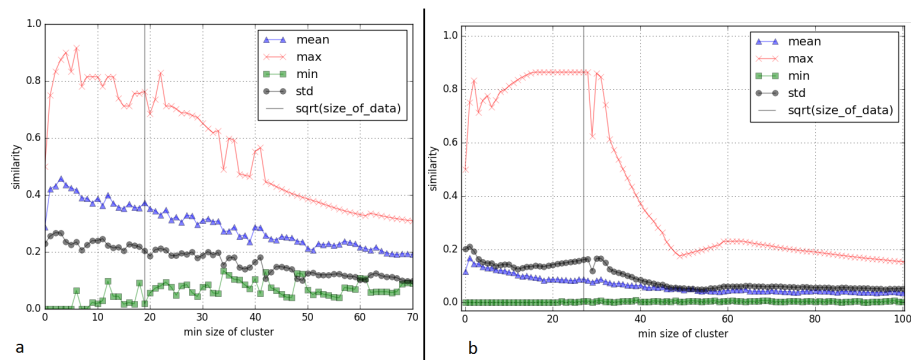 1.0
0.8
0.6
0.4
0.2
0.0
similarity
0 10 20 30 40 50 60 70
min size of cluster
mean
max
min
std
sqrt(size_of_data)
a
1.0
0.8
0.6
0.4
0.2
0.0
similarity
0 20 40 60 80 100
min size of cluster
mean
max
min
std
sqrt(size_of_data)
b